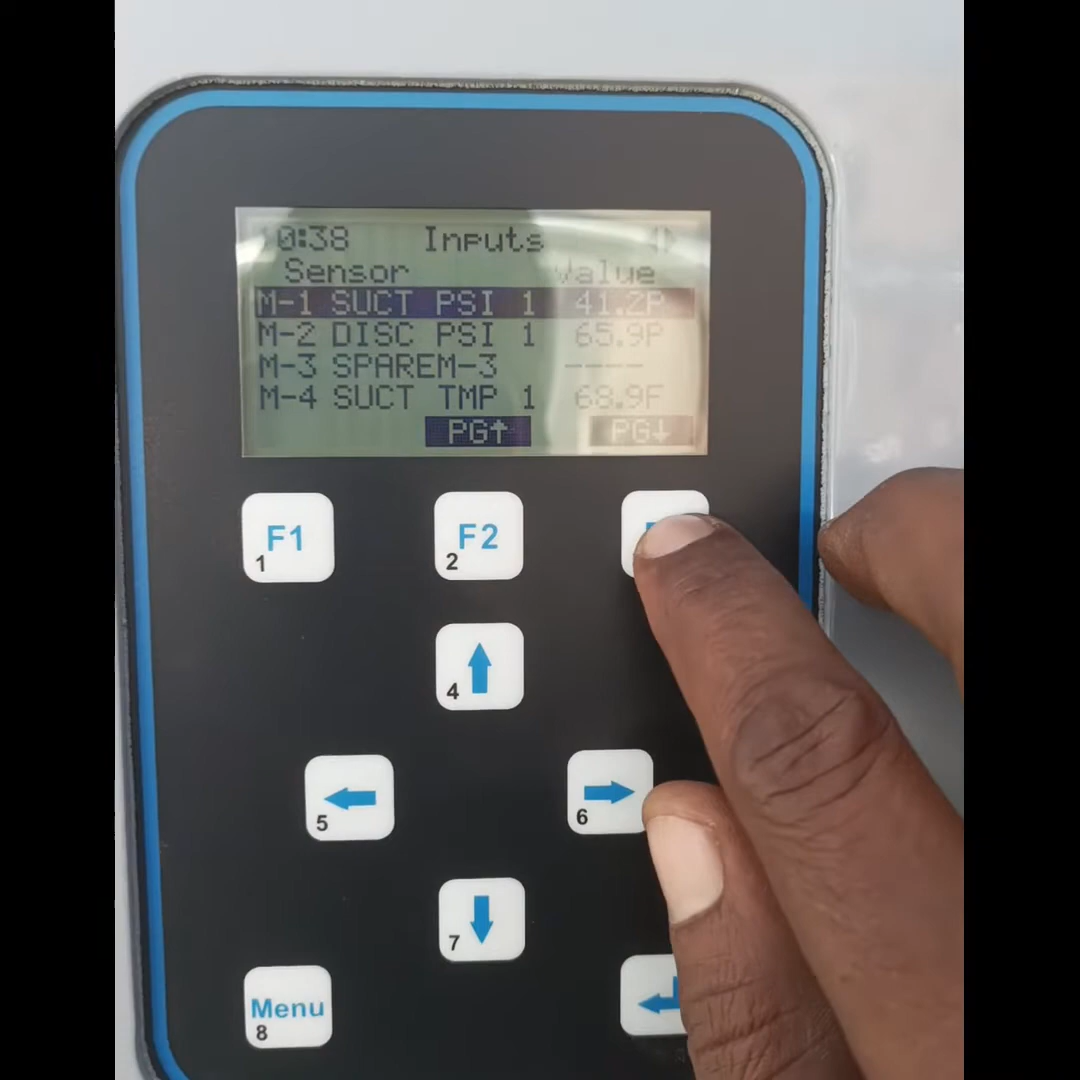 0:38 Inputs
Sensor Value
M-1 SUCT PSI 1 41.2P
M-2 DISC PSI 1 65.9P
M-3 SPAREM-3 ----
M-4 SUCT TMP 1 68.9F
PG↑ PG↓
F1 1
F2 2
4
5
6
7
Menu 8